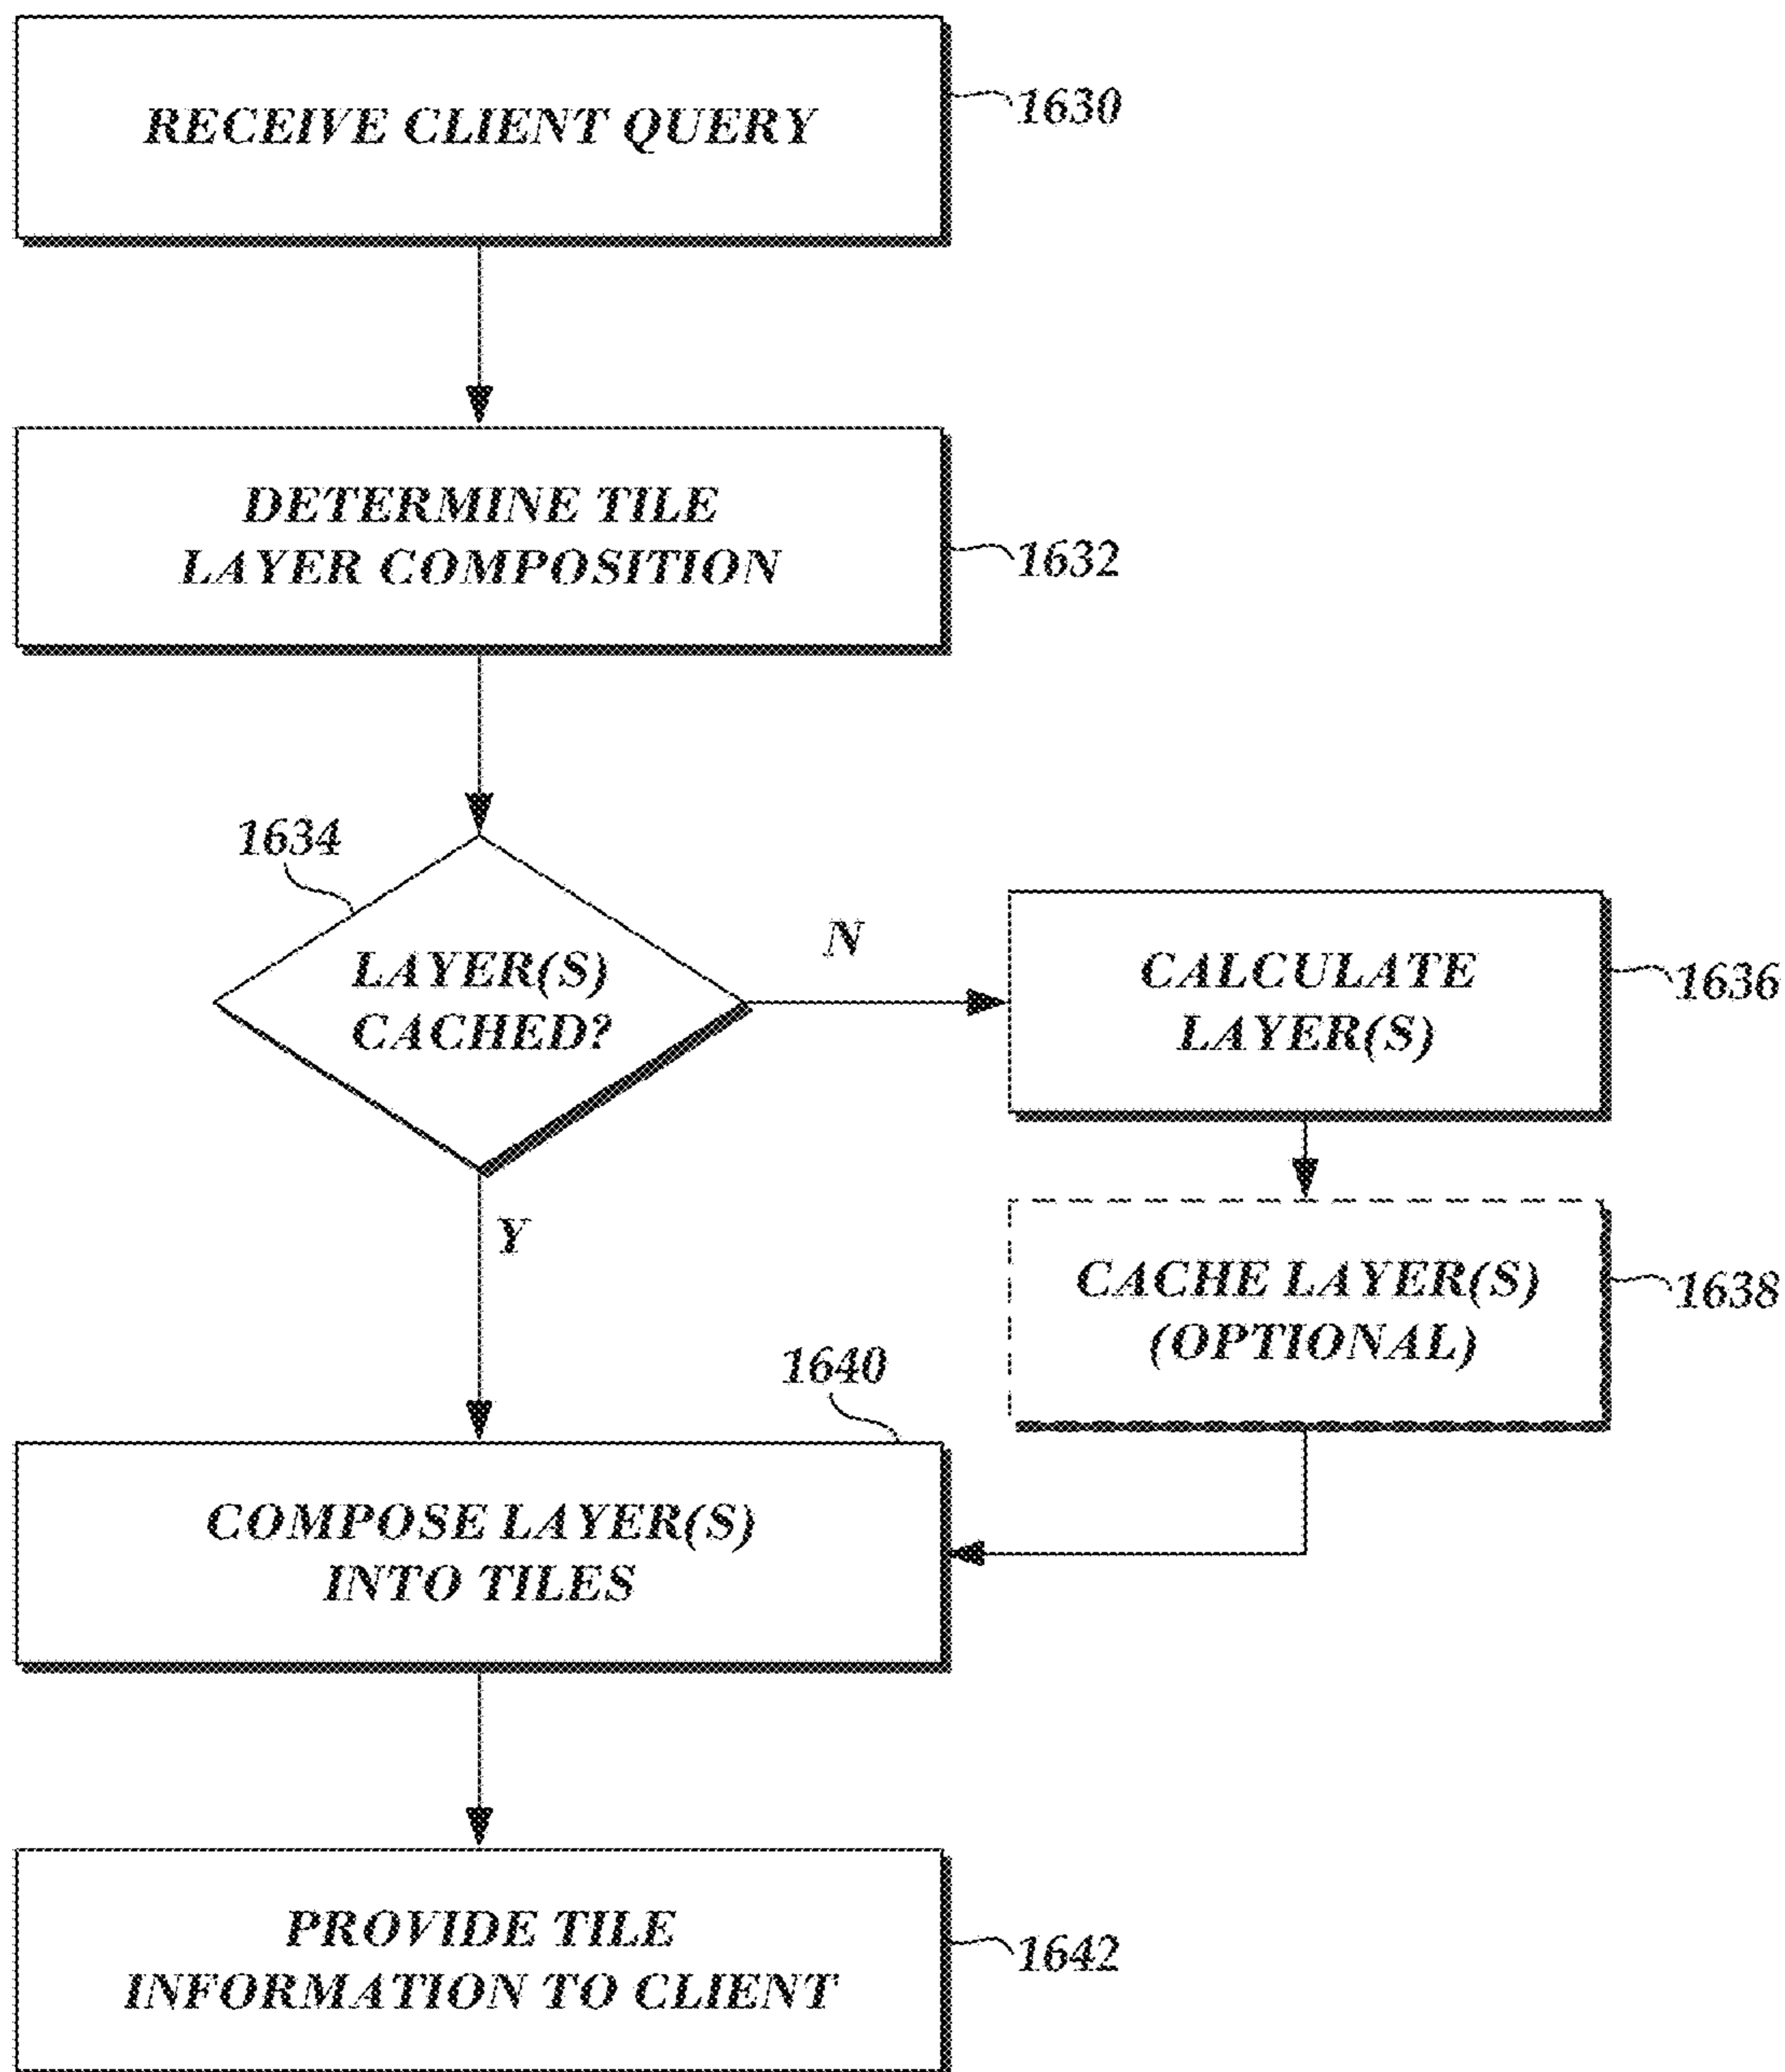 RECEIVE CLIENT QUERY
1630
DETERMINE TILE
LAYER COMPOSITION
1632
1634
LAYER(S)
CACHED?
N
CALCULATE
LAYER(S)
1636
Y
CACHE LAYER(S)
(OPTIONAL)
1638
1640
COMPOSE LAYER(S)
INTO TILES
PROVIDE TILE
INFORMATION TO CLIENT
1642